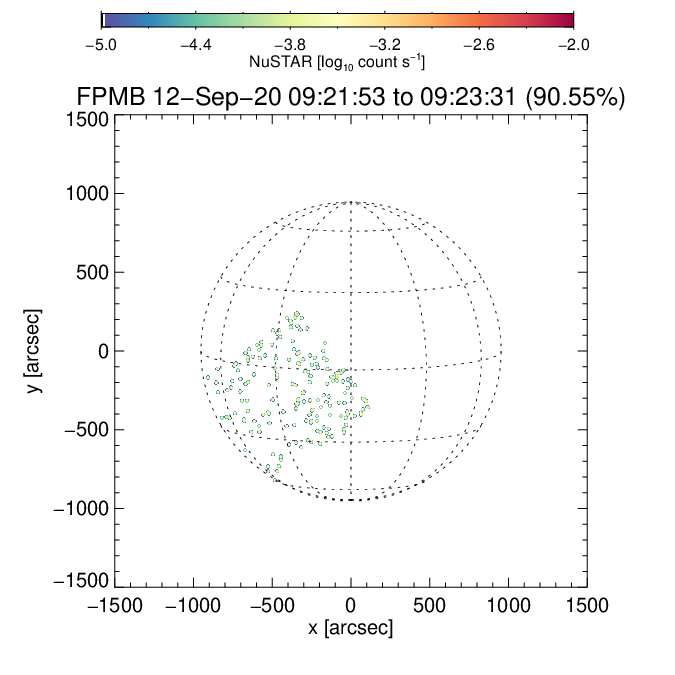 −5.0 −4.4 −3.8 −3.2 −2.6 −2.0
NuSTAR [log₁₀ count s⁻¹]
FPMB 12−Sep−20 09:21:53 to 09:23:31 (90.55%)
1500
1000
500
0
−500
−1000
−1500
y [arcsec]
−1500 −1000 −500 0 500 1000 1500
x [arcsec]